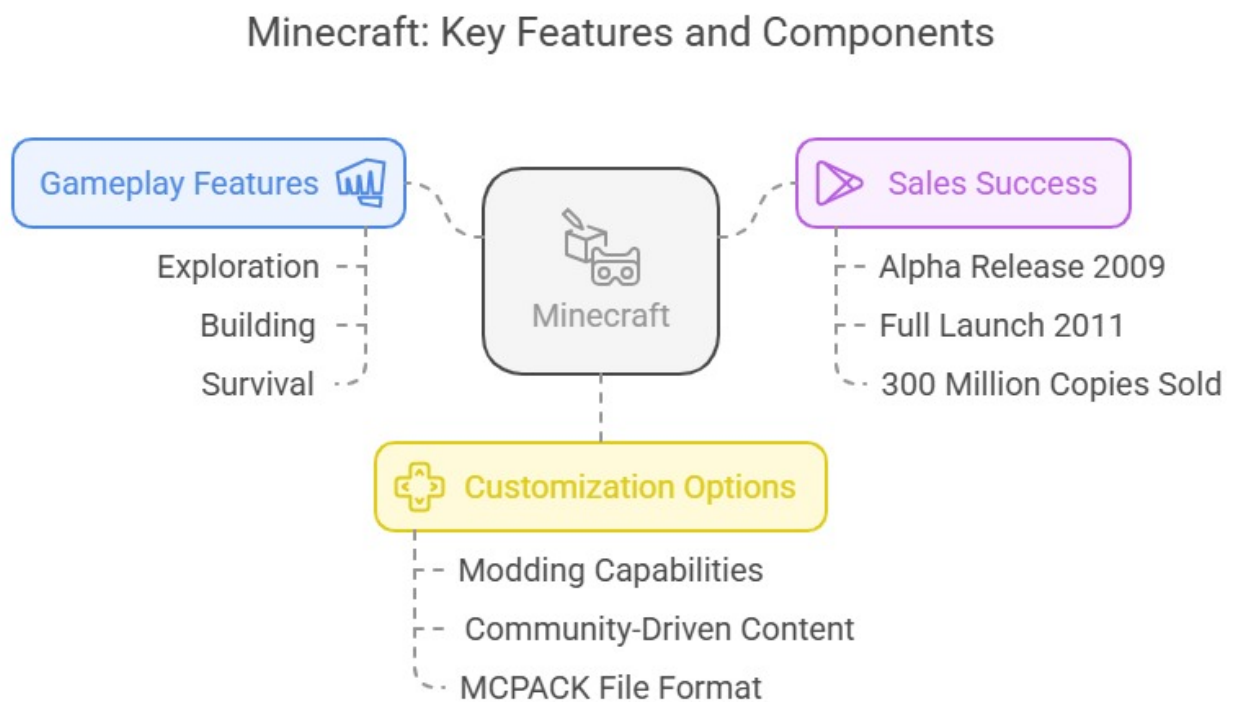 Minecraft: Key Features and Components
Gameplay Features
Exploration
Building
Survival
Minecraft
Sales Success
Alpha Release 2009
Full Launch 2011
300 Million Copies Sold
Customization Options
Modding Capabilities
Community-Driven Content
MCPACK File Format